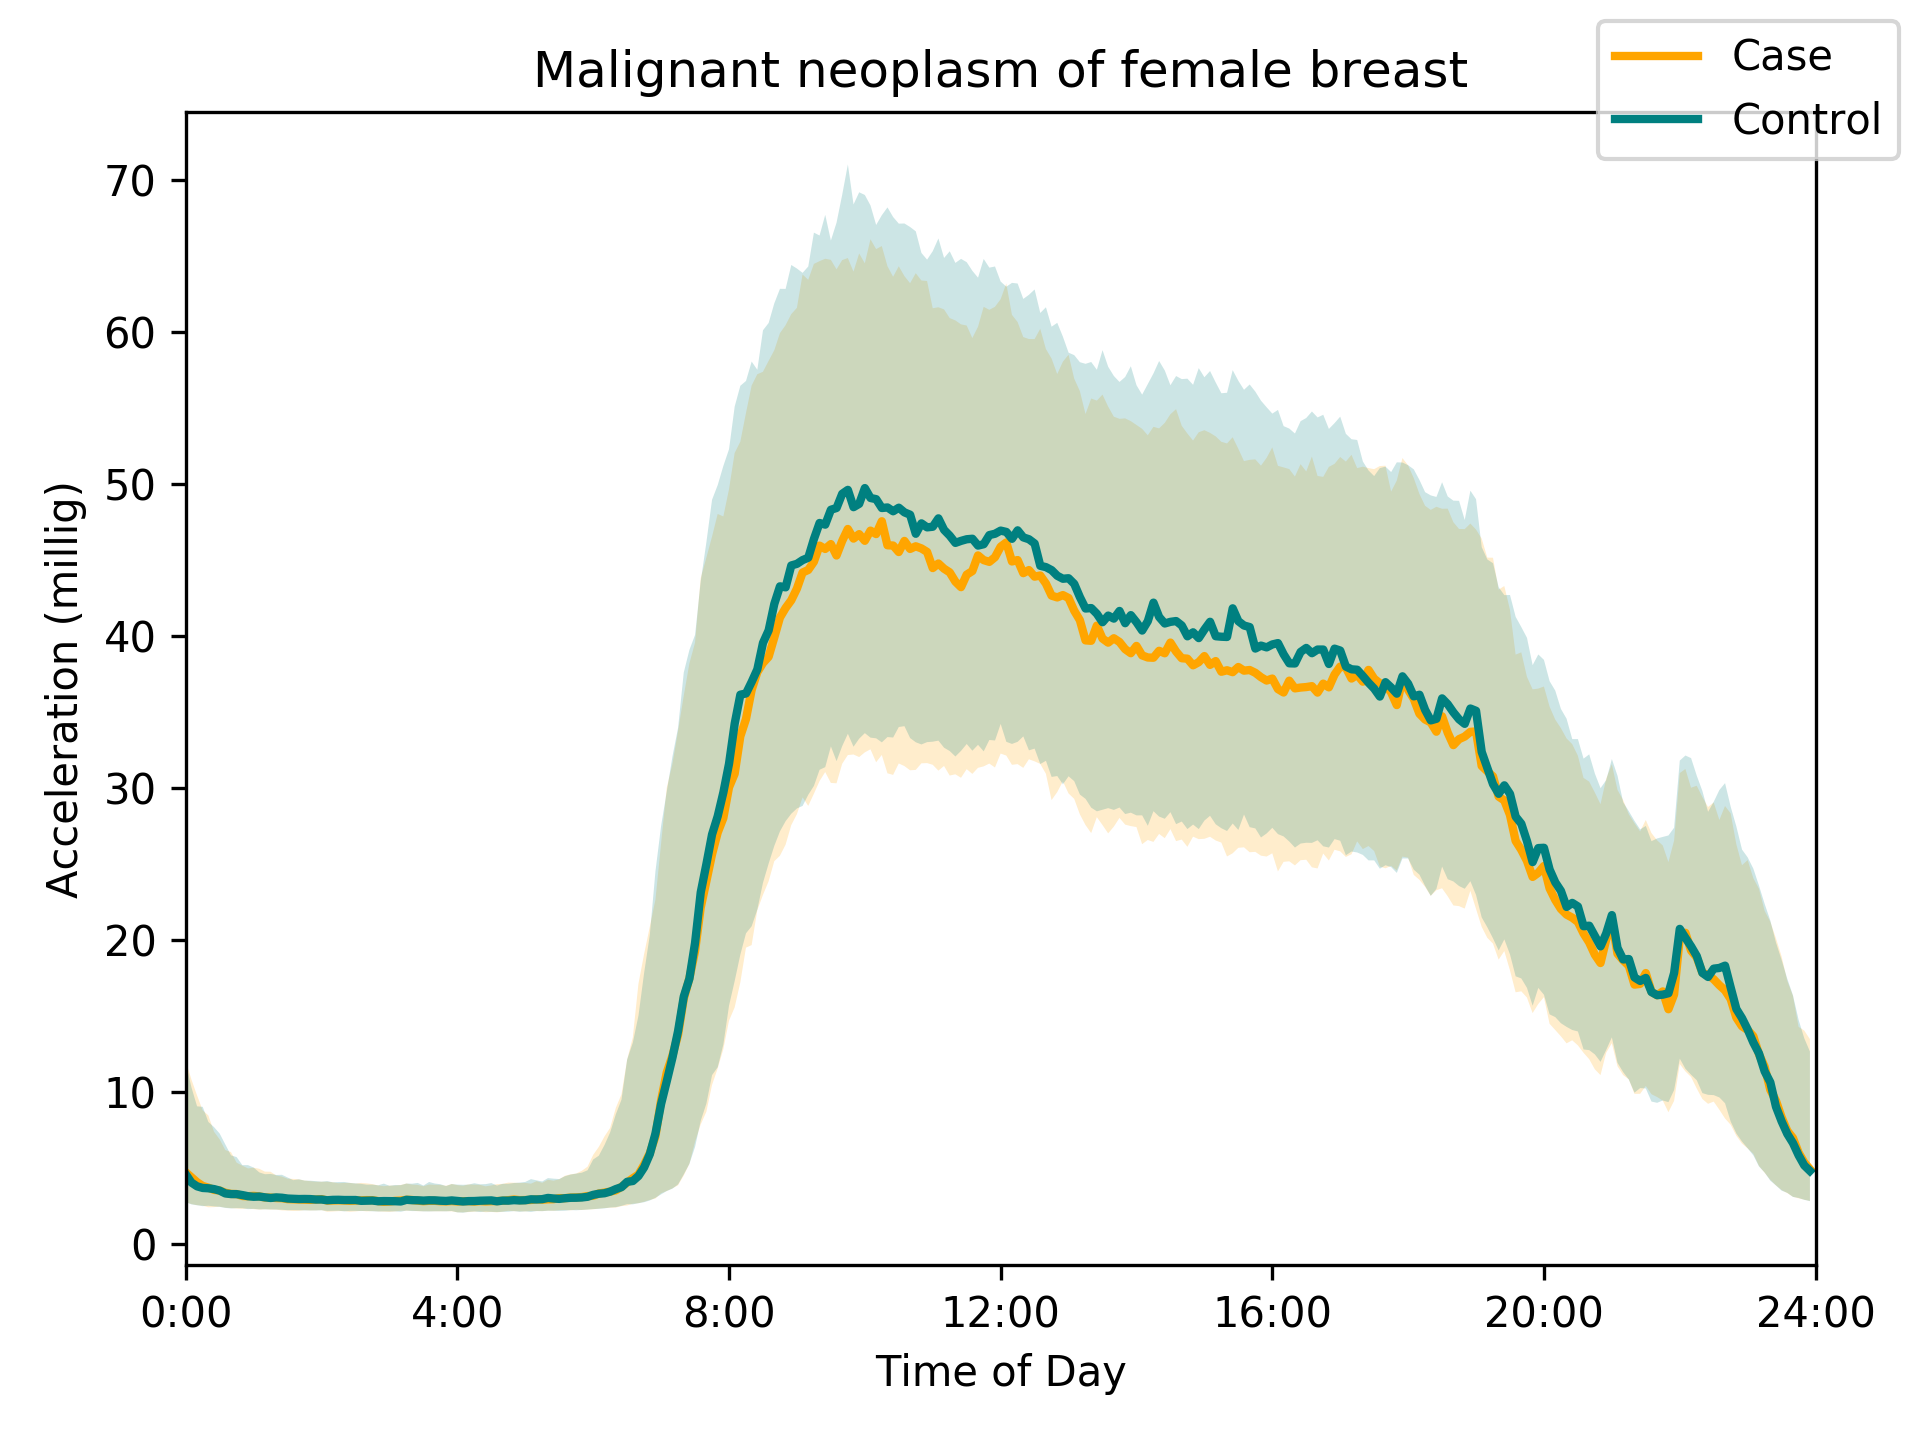 Malignant neoplasm of female breast
Case
Control
Acceleration (millig)
70
60
50
40
30
20
10
0
0:00 4:00 8:00 12:00 16:00 20:00 24:00
Time of Day